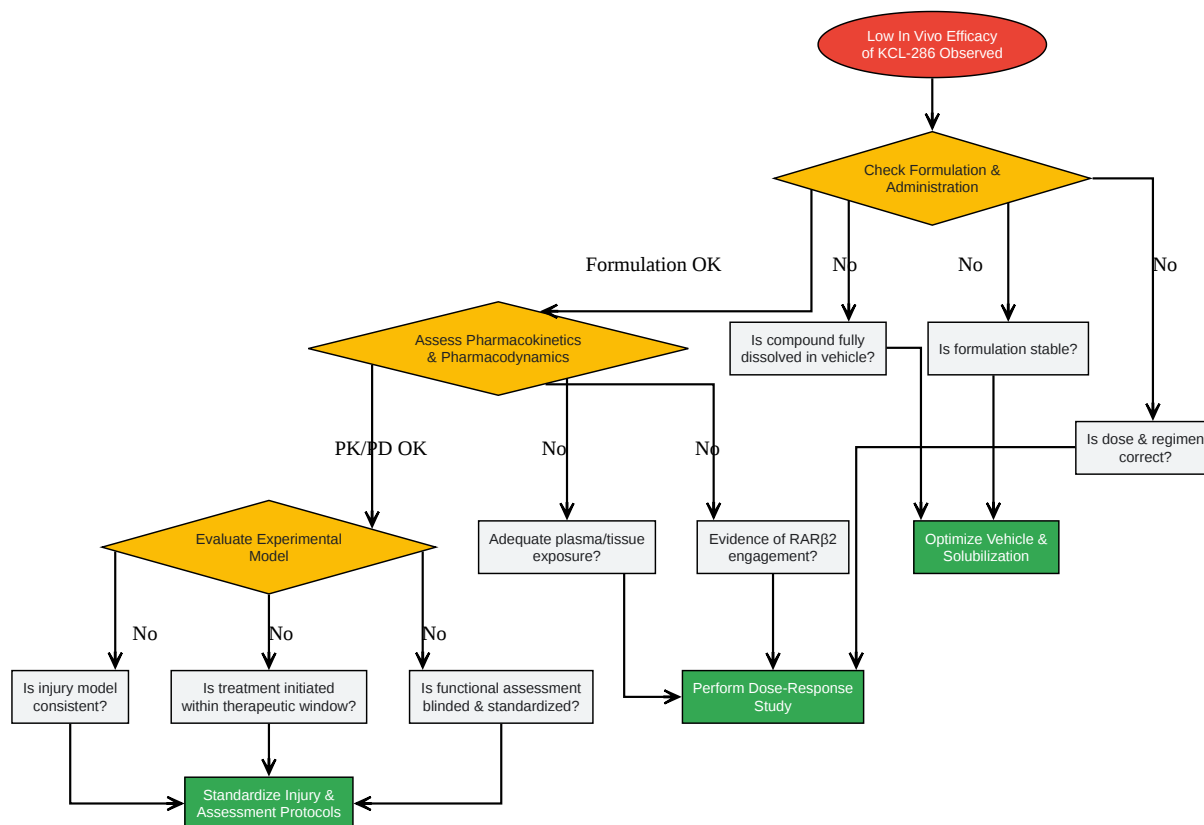 Low In Vivo Efficacy
of KCL-286 Observed
Check Formulation &
Administration
Formulation OK
No
No
No
Assess Pharmacokinetics
& Pharmacodynamics
Is compound fully
dissolved in vehicle?
Is formulation stable?
Is dose & regimen
correct?
PK/PD OK
No
No
Evaluate Experimental
Model
Adequate plasma/tissue
exposure?
Evidence of RARβ2
engagement?
Optimize Vehicle &
Solubilization
No
No
No
Is injury model
consistent?
Is treatment initiated
within therapeutic window?
Is functional assessment
blinded & standardized?
Perform Dose-Response
Study
Standardize Injury &
Assessment Protocols